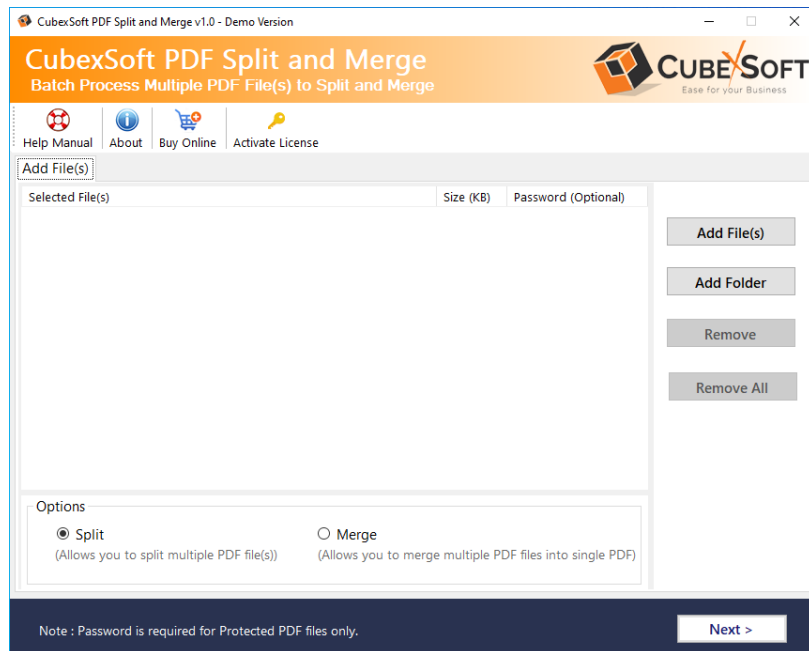 CubexSoft PDF Split and Merge v1.0 - Demo Version
CubexSoft PDF Split and Merge
Batch Process Multiple PDF File(s) to Split and Merge
CUBEXSOFT
Ease for your Business
Help Manual About Buy Online Activate License
Add File(s)
Selected File(s) Size (KB) Password (Optional)
Add File(s)
Add Folder
Remove
Remove All
Options
Split Merge
(Allows you to split multiple PDF file(s)) (Allows you to merge multiple PDF files into single PDF)
Note : Password is required for Protected PDF files only.
Next >